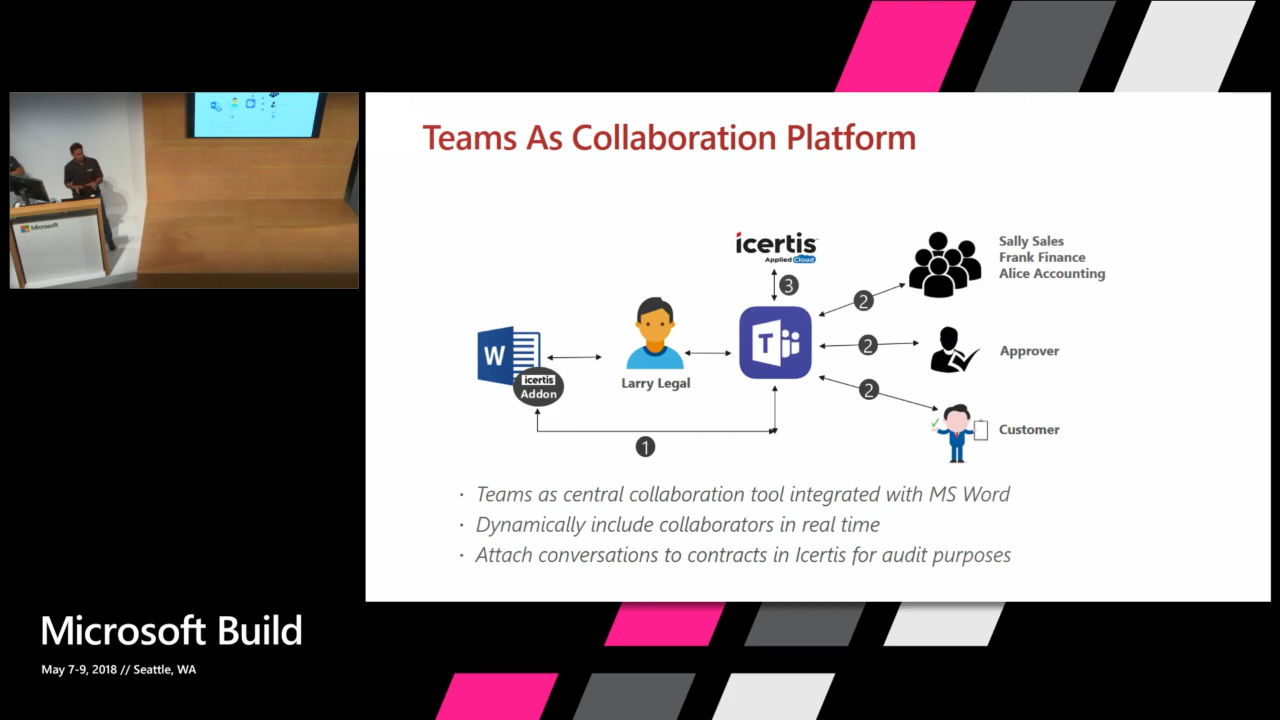 Microsoft
Teams As Collaboration Platform
icertis
Applied Cloud
3
Sally Sales
Frank Finance
Alice Accounting
2
W
T
2
Approver
icertis
Addon
Larry Legal
2
Customer
1
· Teams as central collaboration tool integrated with MS Word
· Dynamically include collaborators in real time
· Attach conversations to contracts in Icertis for audit purposes
Microsoft Build
May 7-9, 2018 // Seattle, WA